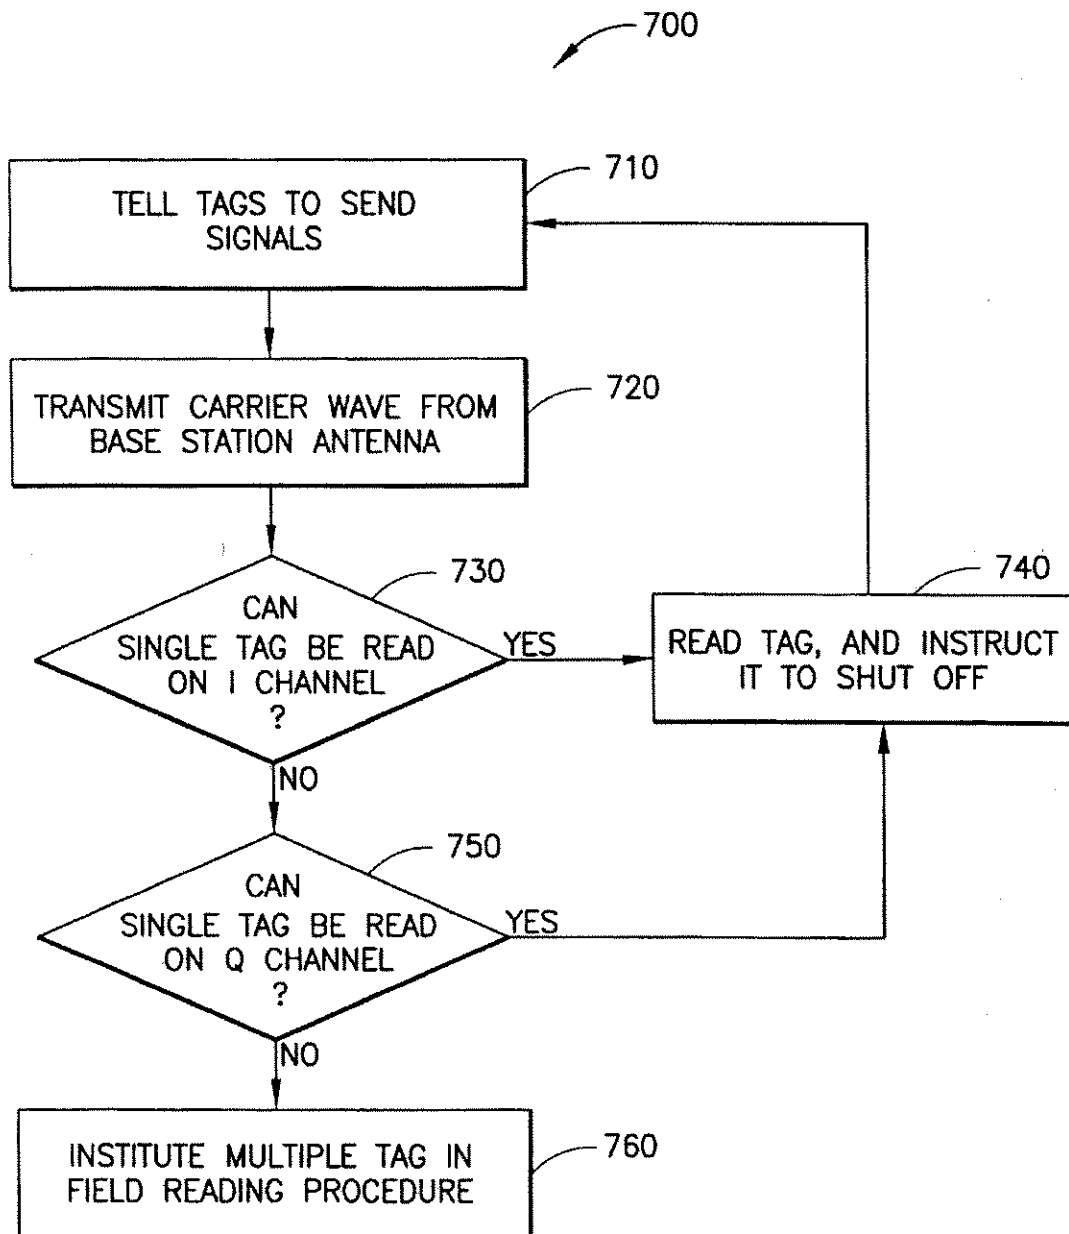 700
710
TELL TAGS TO SEND
SIGNALS
720
TRANSMIT CARRIER WAVE FROM
BASE STATION ANTENNA
730
CAN
SINGLE TAG BE READ
ON I CHANNEL
?
YES
740
READ TAG, AND INSTRUCT
IT TO SHUT OFF
NO
750
CAN
SINGLE TAG BE READ
ON Q CHANNEL
?
YES
NO
760
INSTITUTE MULTIPLE TAG IN
FIELD READING PROCEDURE